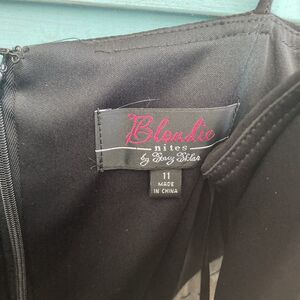 Blondie
nites
by Stacy Sklar
11
MADE
IN CHINA